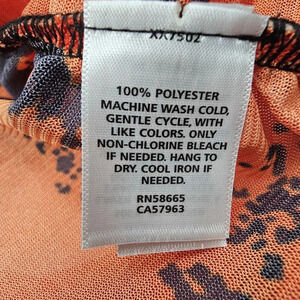 XX7502
100% POLYESTER
MACHINE WASH COLD,
GENTLE CYCLE, WITH
LIKE COLORS. ONLY
NON-CHLORINE BLEACH
IF NEEDED. HANG TO
DRY. COOL IRON IF
NEEDED.
RN58665
CA57963